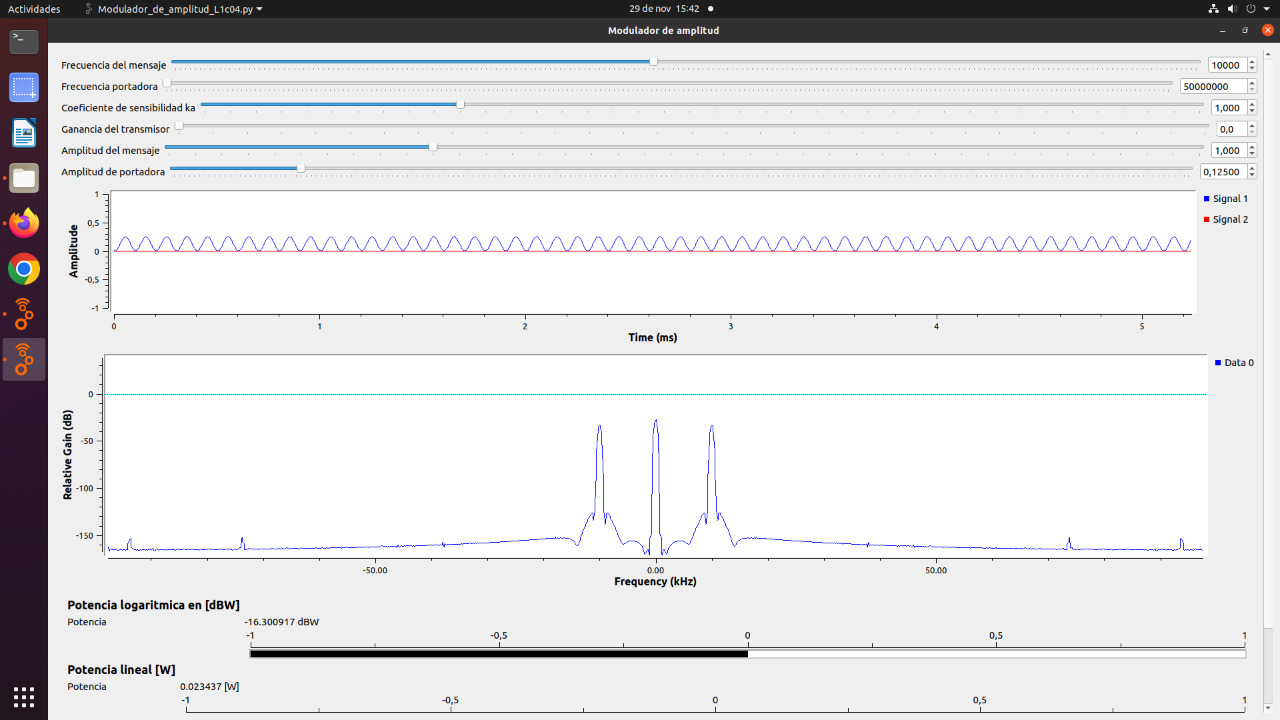 Actividades Modulador_de_amplitud_L1c04.py 29 de nov 15:42
Modulador de amplitud
Frecuencia del mensaje 10000
Frecuencia portadora 50000000
Coeficiente de sensibilidad ka 1,000
Ganancia del transmisor 0,0
Amplitud del mensaje 1,000
Amplitud de portadora 0,12500
Amplitude
1
0,5
0
-0,5
-1
Signal 1
Signal 2
0 1 2 3 4 5
Time (ms)
Relative Gain (dB)
0
-50
-100
-150
Data 0
-50.00 0.00 50.00
Frequency (kHz)
Potencia logaritmica en [dBW]
Potencia -16.300917 dBW
-1 -0,5 0 0,5 1
Potencia lineal [W]
Potencia 0.023437 [W]
-1 -0,5 0 0,5 1